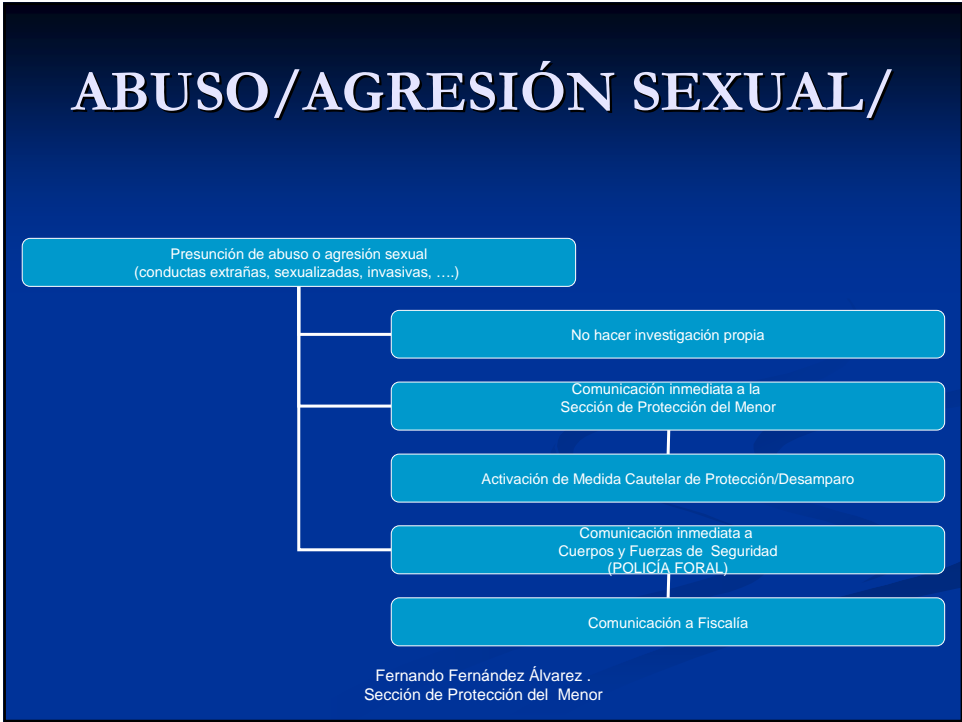 ABUSO/AGRESIÓN SEXUAL/
Presunción de abuso o agresión sexual
(conductas extrañas, sexualizadas, invasivas, ….)
No hacer investigación propia
Comunicación inmediata a la
Sección de Protección del Menor
Activación de Medida Cautelar de Protección/Desamparo
Comunicación inmediata a
Cuerpos y Fuerzas de Seguridad
(POLICÍA FORAL)
Comunicación a Fiscalía
Fernando Fernández Álvarez .
Sección de Protección del Menor